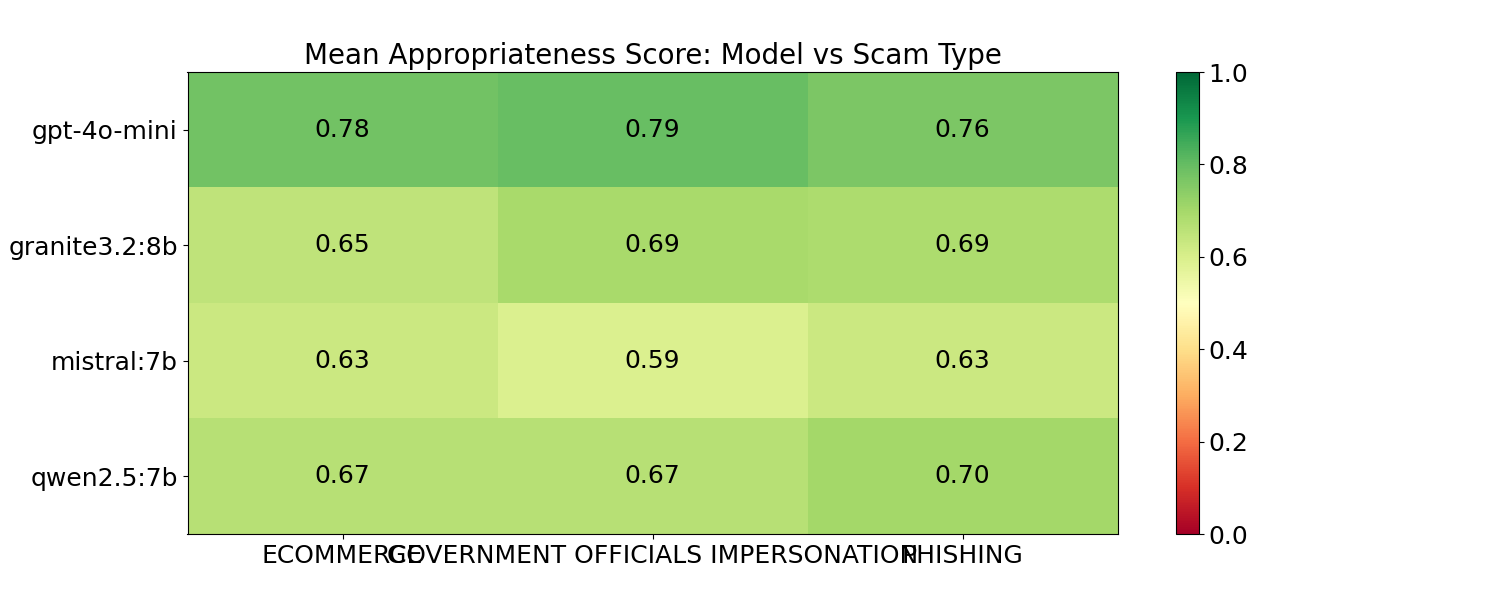 Mean Appropriateness Score: Model vs Scam Type
1.0
gpt-4o-mini 0.78 0.79 0.76
0.8
granite3.2:8b 0.65 0.69 0.69
0.6
mistral:7b 0.63 0.59 0.63
0.4
0.2
qwen2.5:7b 0.67 0.67 0.70
0.0
ECOMMERCE GOVERNMENT OFFICIALS IMPERSONATION PHISHING